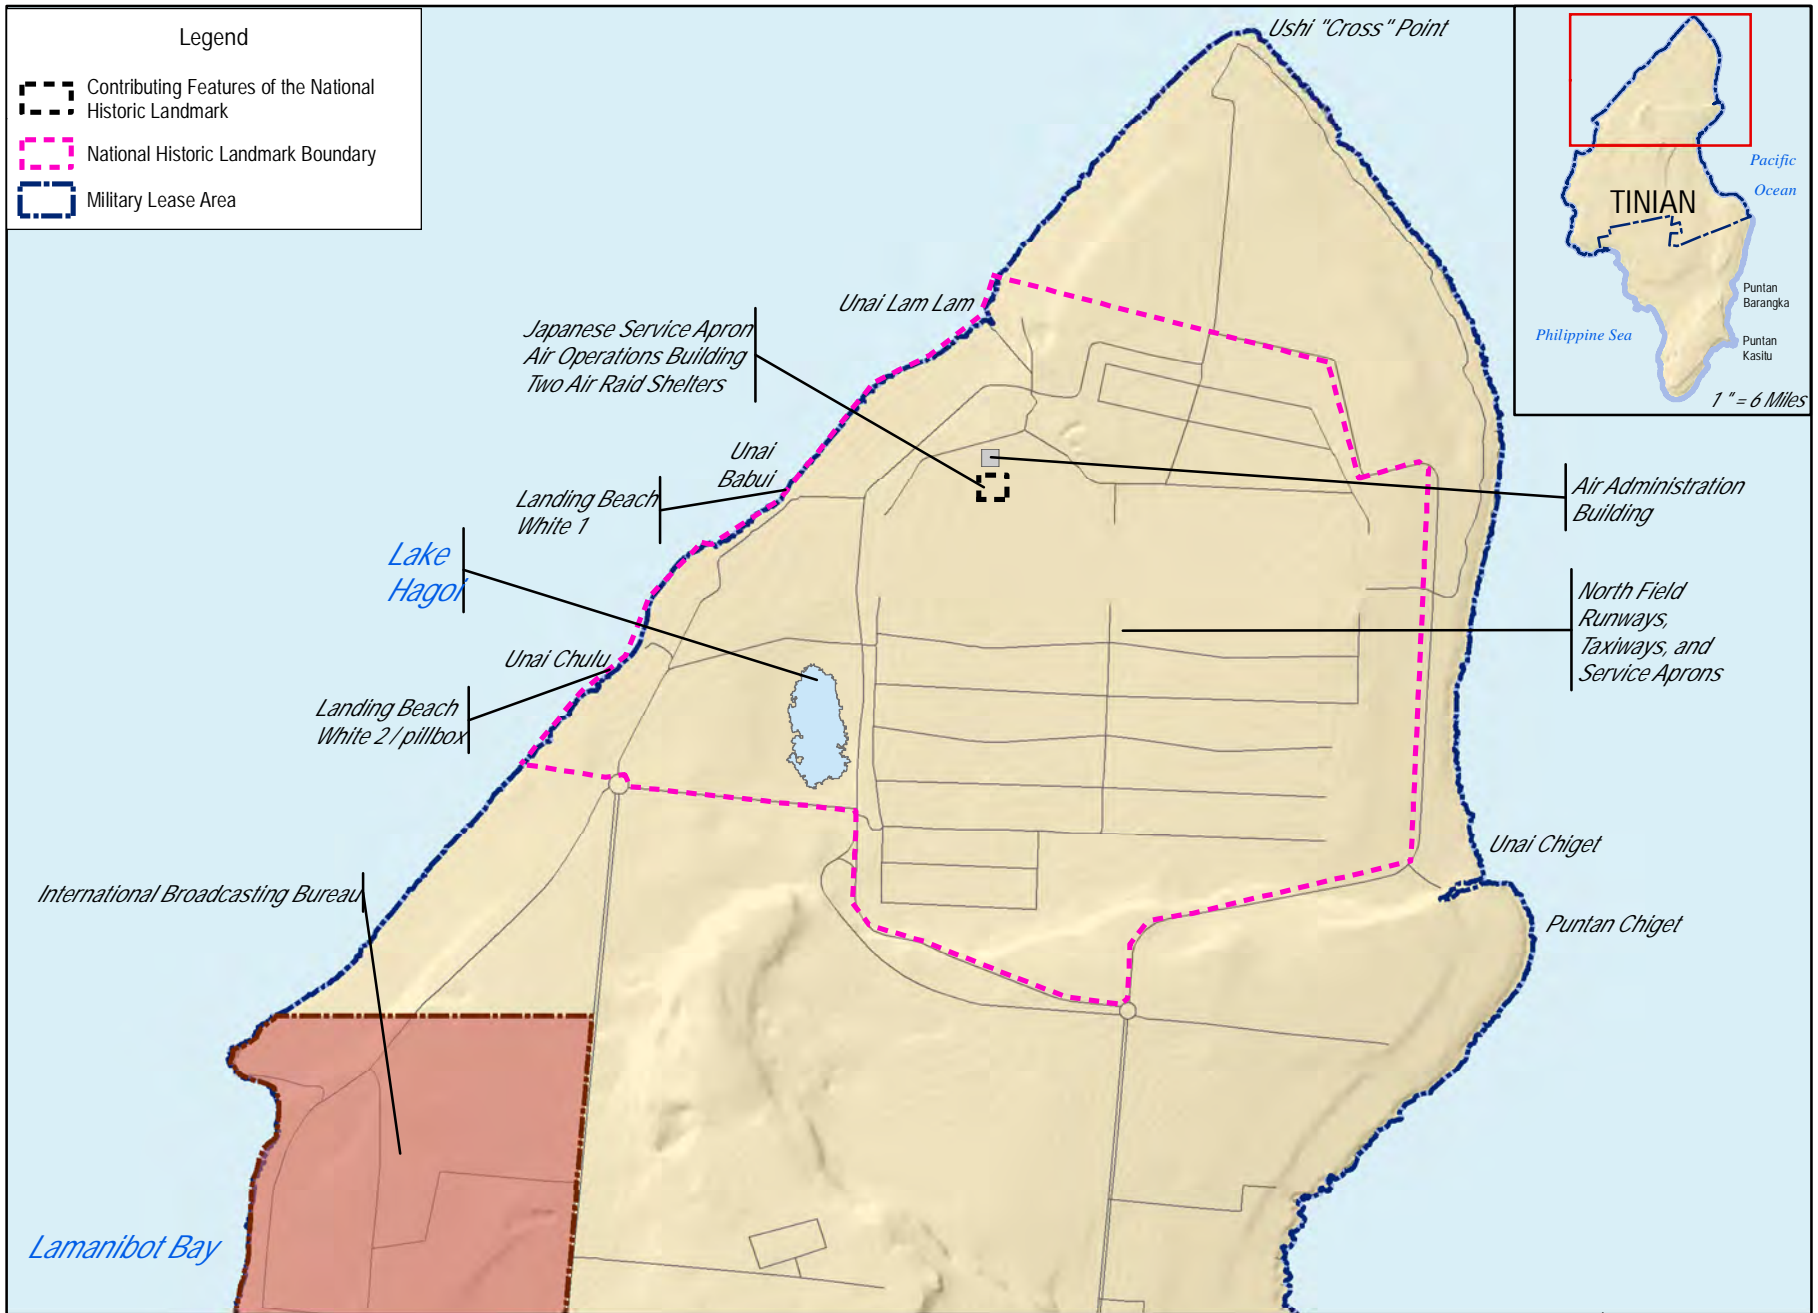 Legend
Contributing Features of the National
Historic Landmark
National Historic Landmark Boundary
Military Lease Area
Ushi "Cross" Point
Pacific
Ocean
TINIAN
Puntan
Barangka
Philippine Sea
Puntan
Kasitu
1 " = 6 Miles
Unai Lam Lam
Japanese Service Apron
Air Operations Building
Two Air Raid Shelters
Unai
Babui
Landing Beach
White 1
Air Administration
Building
Lake
Hagoi
North Field
Runways,
Taxiways, and
Service Aprons
Unai Chulu
Landing Beach
White 2 / pillbox
Unai Chiget
International Broadcasting Bureau
Puntan Chiget
Lamanibot Bay